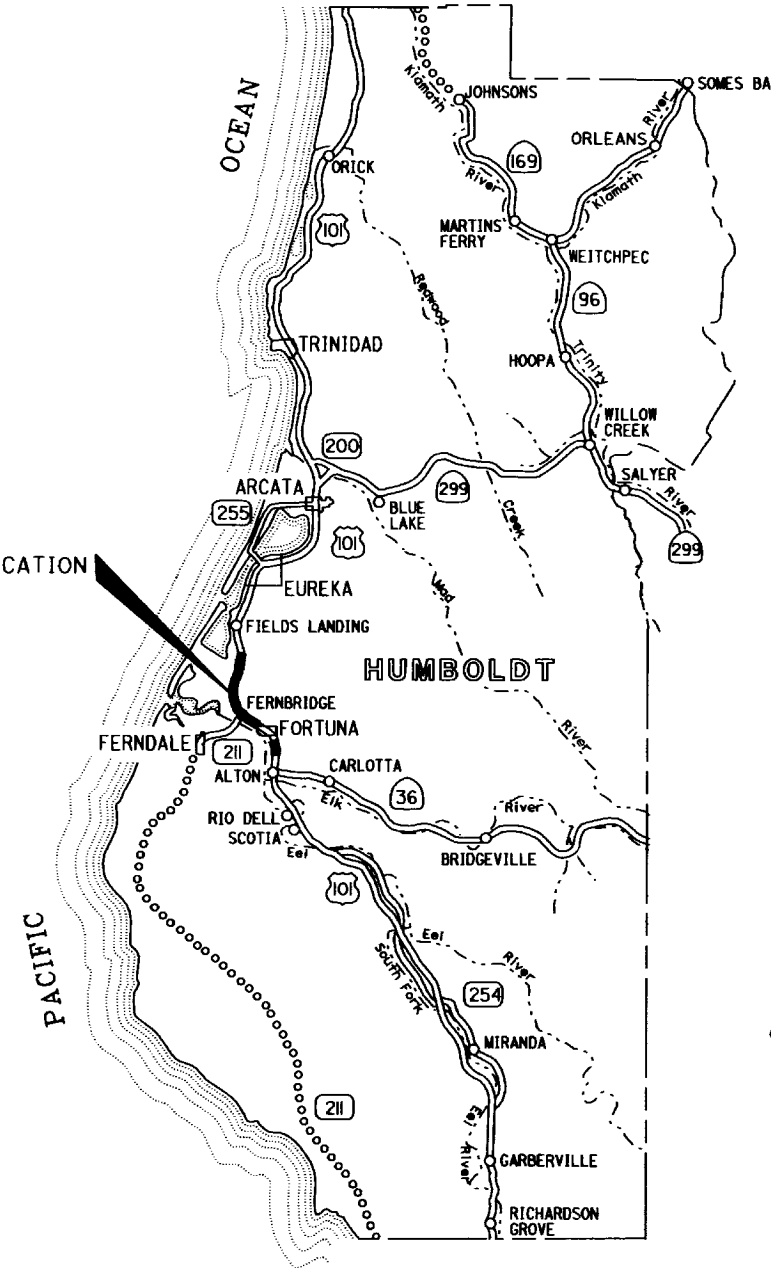 OCEAN
PACIFIC
Klamath
JOHNSONS
SOMES BA
River
ORLEANS
169
ORICK
River
Klamath
101
MARTINS
FERRY
WEITCHPEC
Redwood
96
TRINIDAD
HOOPA
Trinity
WILLOW
CREEK
200
SALYER
ARCATA
299
River
255
BLUE
LAKE
Creek
101
299
CATION
EUREKA
Mad
FIELDS LANDING
HUMBOLDT
FERNBRIDGE
FORTUNA
River
FERNDALE
211
ALTON
CARLOTTA
36
Elk
River
RIO DELL
SCOTIA
Eel
BRIDGEVILLE
101
Eel
River
South Fork
254
MIRANDA
211
Eel
River
GARBERVILLE
RICHARDSON
GROVE